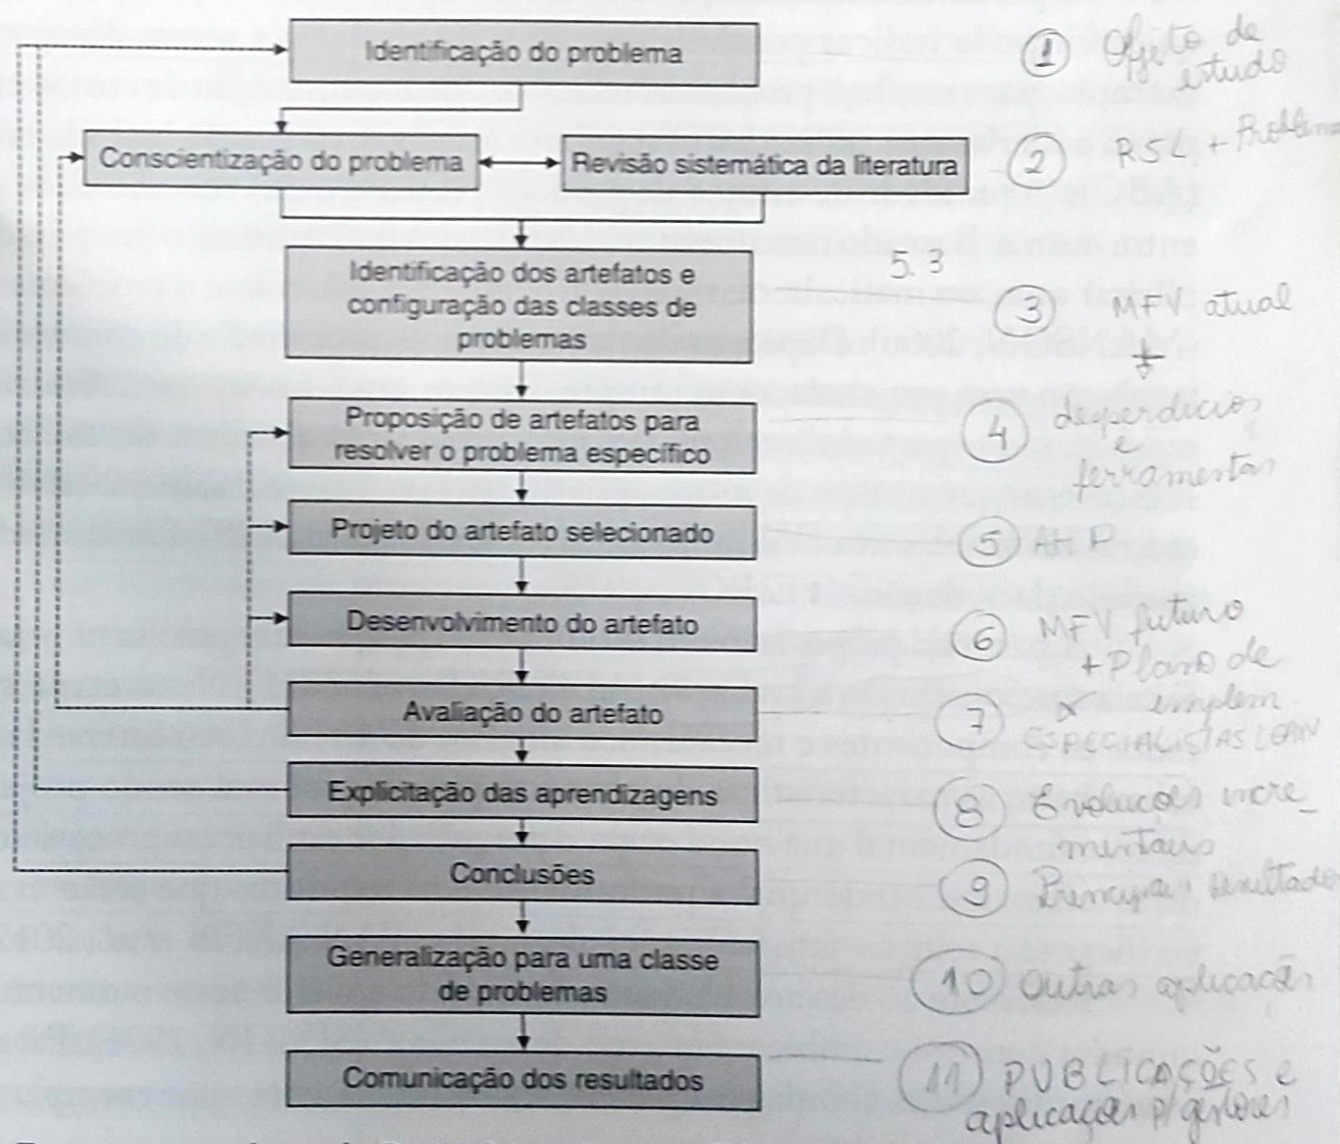 Identificação do problema
1 Objeto de
estudo
Conscientização do problema
Revisão sistemática da literatura
2 RSL + Problema
Identificação dos artefatos e
configuração das classes de
problemas
5.3
3 MFV atual
+
Proposição de artefatos para
resolver o problema específico
4 desperdícios
e
ferramentas
Projeto do artefato selecionado
5 AHP
Desenvolvimento do artefato
6 MFV futuro
+ Plano de
implem
Avaliação do artefato
7 ESPECIALISTAS LEAN
Explicitação das aprendizagens
8 Evoluções incre_
mentais
Conclusões
9 Principais Resultados
Generalização para uma classe
de problemas
10 Outras aplicações
Comunicação dos resultados
11 PUBLICAÇÕES e
aplicações p/ gestores